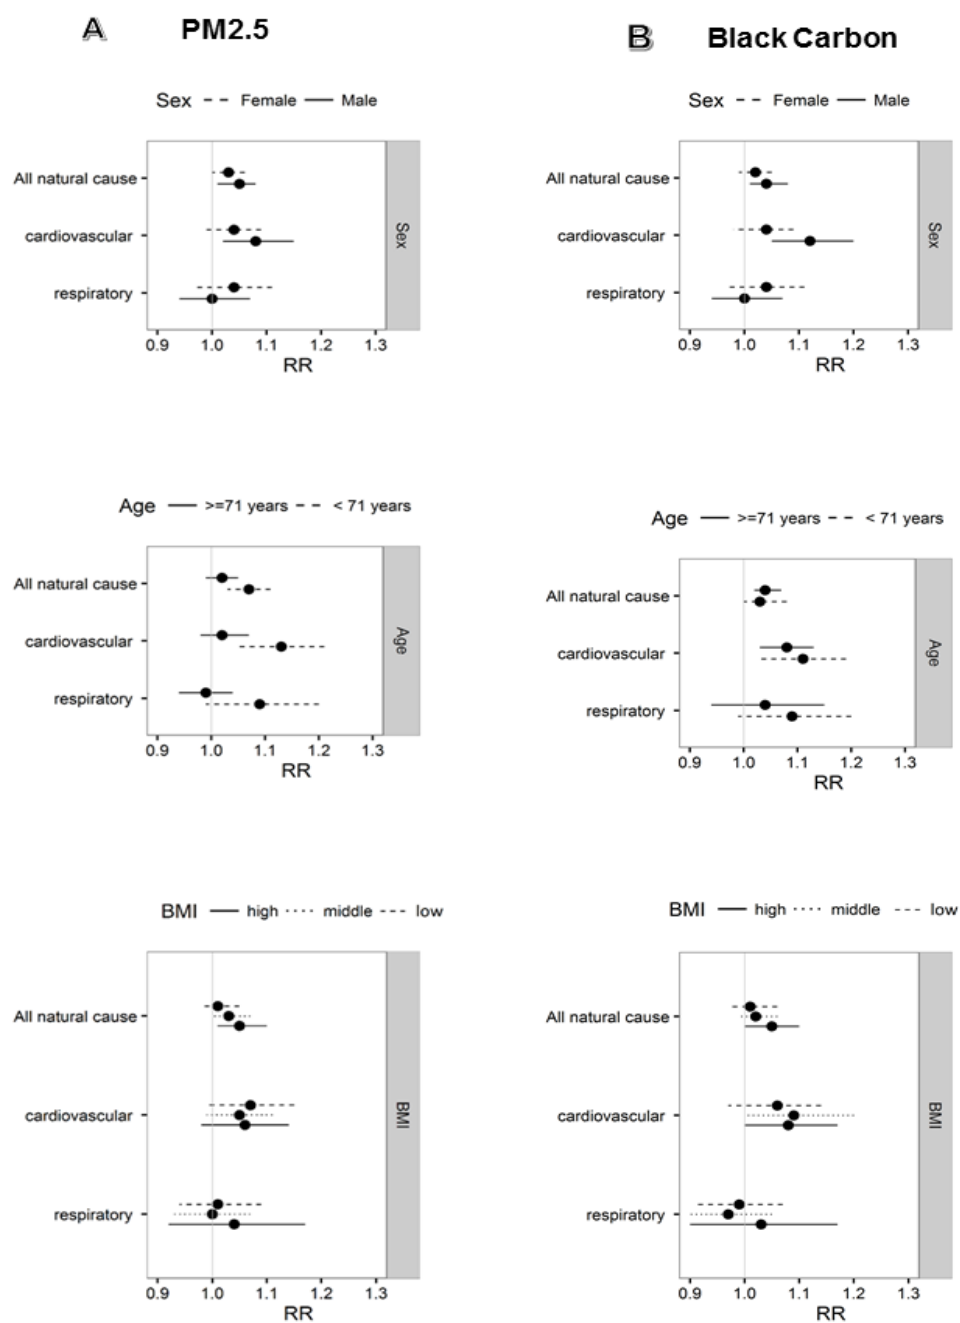 A PM2.5
Sex Female Male
All natural cause
cardiovascular
respiratory
Sex
0.9 1.0 1.1 1.2 1.3
RR
Age >=71 years < 71 years
All natural cause
cardiovascular
respiratory
Age
0.9 1.0 1.1 1.2 1.3
RR
BMI high middle low
All natural cause
cardiovascular
respiratory
BMI
0.9 1.0 1.1 1.2 1.3
RR
B Black Carbon
Sex Female Male
All natural cause
cardiovascular
respiratory
Sex
0.9 1.0 1.1 1.2 1.3
RR
Age >=71 years < 71 years
All natural cause
cardiovascular
respiratory
Age
0.9 1.0 1.1 1.2 1.3
RR
BMI high middle low
All natural cause
cardiovascular
respiratory
BMI
0.9 1.0 1.1 1.2 1.3
RR